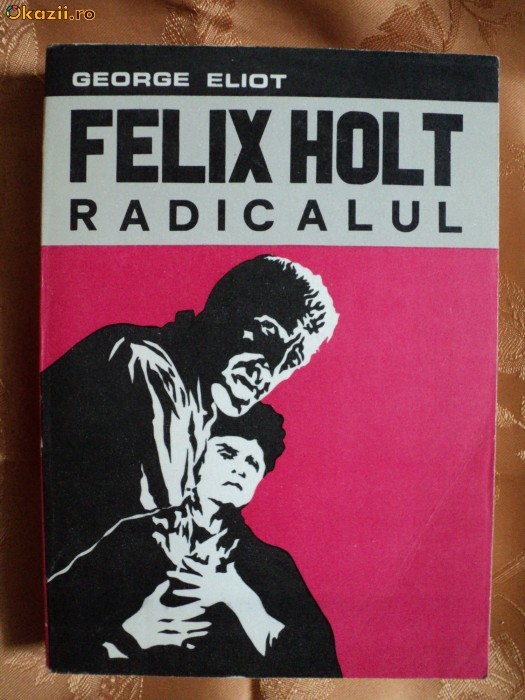 Okazii.ro
GEORGE ELIOT
FELIX HOLT
RADICALUL